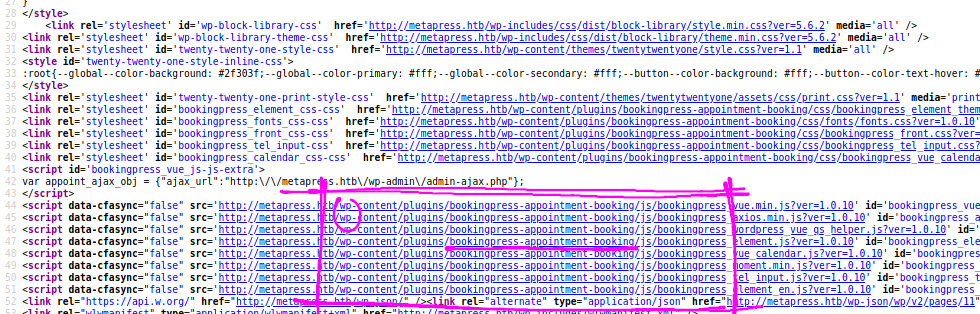 27 }
28 </style>
29 <link rel='stylesheet' id='wp-block-library-css' href='http://metapress.htb/wp-includes/css/dist/block-library/style.min.css?ver=5.6.2' media='all' />
30 <link rel='stylesheet' id='wp-block-library-theme-css' href='http://metapress.htb/wp-includes/css/dist/block-library/theme.min.css?ver=5.6.2' media='all' />
31 <link rel='stylesheet' id='twenty-twenty-one-style-css' href='http://metapress.htb/wp-content/themes/twentytwentyone/style.css?ver=1.1' media='all' />
32 <style id='twenty-twenty-one-style-inline-css'>
33 :root{--global--color-background: #2f303f;--global--color-primary: #fff;--global--color-secondary: #fff;--button--color-background: #fff;--button--color-text-hover: #
34 </style>
35 <link rel='stylesheet' id='twenty-twenty-one-print-style-css' href='http://metapress.htb/wp-content/themes/twentytwentyone/assets/css/print.css?ver=1.1' media='print
36 <link rel='stylesheet' id='bookingpress_element_css-css' href='http://metapress.htb/wp-content/plugins/bookingpress-appointment-booking/css/bookingpress_element_them
37 <link rel='stylesheet' id='bookingpress_fonts_css-css' href='http://metapress.htb/wp-content/plugins/bookingpress-appointment-booking/css/fonts/fonts.css?ver=1.0.10'
38 <link rel='stylesheet' id='bookingpress_front_css-css' href='http://metapress.htb/wp-content/plugins/bookingpress-appointment-booking/css/bookingpress_front.css?ver=
39 <link rel='stylesheet' id='bookingpress_tel_input-css' href='http://metapress.htb/wp-content/plugins/bookingpress-appointment-booking/css/bookingpress_tel_input.css?
40 <link rel='stylesheet' id='bookingpress_calendar_css-css' href='http://metapress.htb/wp-content/plugins/bookingpress-appointment-booking/css/bookingpress_vue_calenda
41 <script id='bookingpress_vue_js-js-extra'>
42 var appoint_ajax_obj = {"ajax_url":"http:\/\/metapress.htb\/wp-admin\/admin-ajax.php"};
43 </script>
44 <script data-cfasync="false" src='http://metapress.htb/wp-content/plugins/bookingpress-appointment-booking/js/bookingpress_vue.min.js?ver=1.0.10' id='bookingpress_vue
45 <script data-cfasync="false" src='http://metapress.htb/wp-content/plugins/bookingpress-appointment-booking/js/bookingpress_axios.min.js?ver=1.0.10' id='bookingpress_a
46 <script data-cfasync="false" src='http://metapress.htb/wp-content/plugins/bookingpress-appointment-booking/js/bookingpress_wordpress_vue_qs_helper.js?ver=1.0.10' id='
47 <script data-cfasync="false" src='http://metapress.htb/wp-content/plugins/bookingpress-appointment-booking/js/bookingpress_element.js?ver=1.0.10' id='bookingpress_ele
48 <script data-cfasync="false" src='http://metapress.htb/wp-content/plugins/bookingpress-appointment-booking/js/bookingpress_vue_calendar.js?ver=1.0.10' id='bookingpres
49 <script data-cfasync="false" src='http://metapress.htb/wp-content/plugins/bookingpress-appointment-booking/js/bookingpress_moment.min.js?ver=1.0.10' id='bookingpress_
50 <script data-cfasync="false" src='http://metapress.htb/wp-content/plugins/bookingpress-appointment-booking/js/bookingpress_tel_input.js?ver=1.0.10' id='bookingpress_t
51 <script data-cfasync="false" src='http://metapress.htb/wp-content/plugins/bookingpress-appointment-booking/js/bookingpress_element_en.js?ver=1.0.10' id='bookingpress_
52 <link rel="https://api.w.org/" href="http://metapress.htb/wp-json/" /><link rel="alternate" type="application/json" href="http://metapress.htb/wp-json/wp/v2/pages/11"
53 <link rel="wlwmanifest" type="application/wlwmanifest+xml" href="http://metapress.htb/wp-includes/wlwmanifest.xml" />